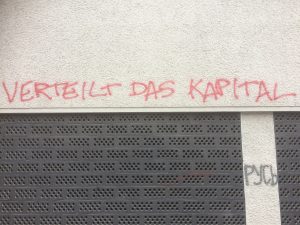 VERTEILT DAS KAPITAL
РУСЬ